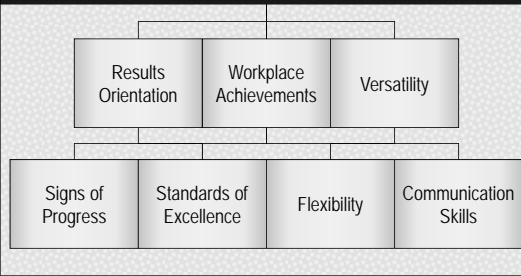 Results
Orientation
Workplace
Achievements
Versatility
Signs of
Progress
Standards of
Excellence
Flexibility
Communication
Skills